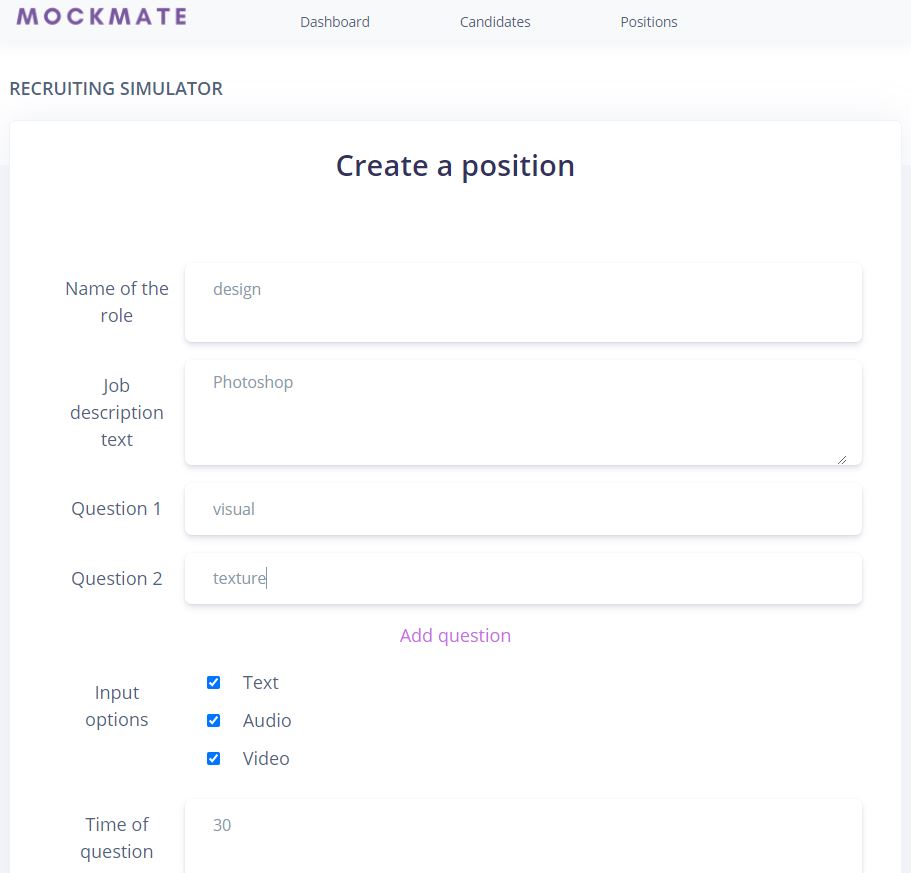 MOCKMATE
Dashboard Candidates Positions
RECRUITING SIMULATOR
Create a position
Name of the
role
design
Job
description
text
Photoshop
Question 1
visual
Question 2
texture
Add question
Input
options
Text
Audio
Video
Time of
question
30